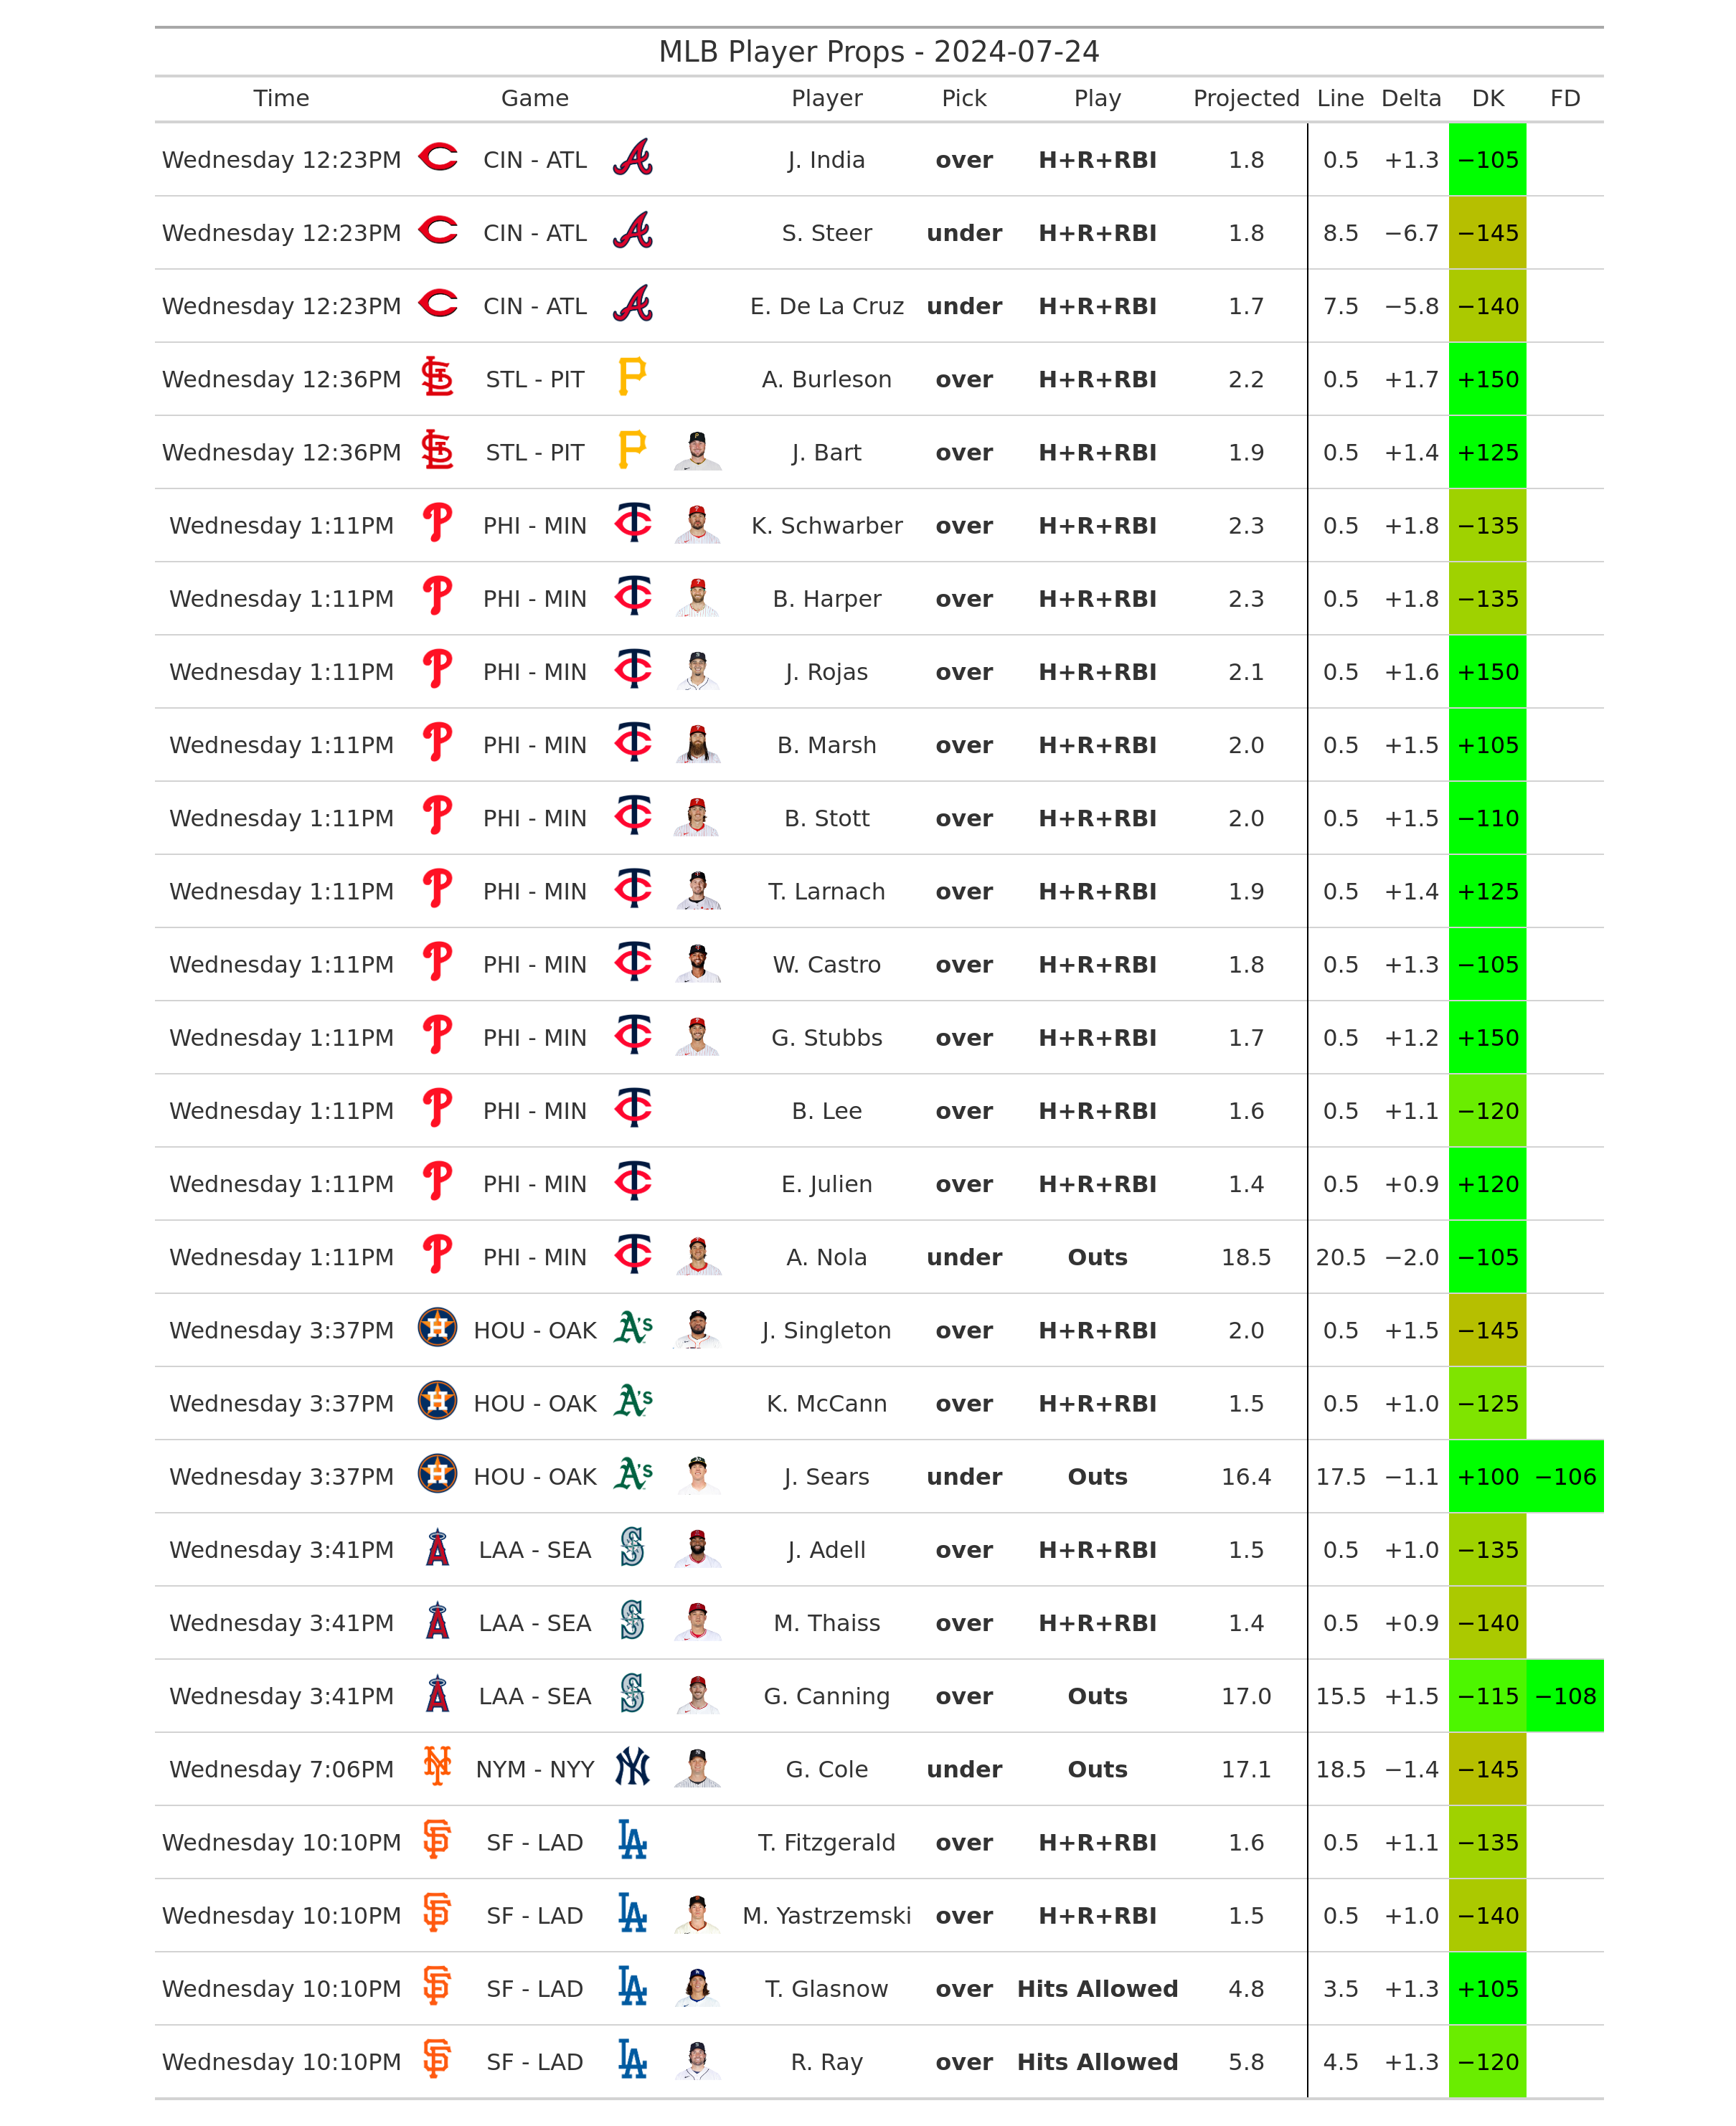 MLB Player Props - 2024-07-24
Time Game Player Pick Play Projected Line Delta DK FD
Wednesday 12:23PM CIN - ATL J. India over H+R+RBI 1.8 0.5 +1.3 −105
Wednesday 12:23PM CIN - ATL S. Steer under H+R+RBI 1.8 8.5 −6.7 −145
Wednesday 12:23PM CIN - ATL E. De La Cruz under H+R+RBI 1.7 7.5 −5.8 −140
Wednesday 12:36PM STL - PIT A. Burleson over H+R+RBI 2.2 0.5 +1.7 +150
Wednesday 12:36PM STL - PIT J. Bart over H+R+RBI 1.9 0.5 +1.4 +125
Wednesday 1:11PM PHI - MIN K. Schwarber over H+R+RBI 2.3 0.5 +1.8 −135
Wednesday 1:11PM PHI - MIN B. Harper over H+R+RBI 2.3 0.5 +1.8 −135
Wednesday 1:11PM PHI - MIN J. Rojas over H+R+RBI 2.1 0.5 +1.6 +150
Wednesday 1:11PM PHI - MIN B. Marsh over H+R+RBI 2.0 0.5 +1.5 +105
Wednesday 1:11PM PHI - MIN B. Stott over H+R+RBI 2.0 0.5 +1.5 −110
Wednesday 1:11PM PHI - MIN T. Larnach over H+R+RBI 1.9 0.5 +1.4 +125
Wednesday 1:11PM PHI - MIN W. Castro over H+R+RBI 1.8 0.5 +1.3 −105
Wednesday 1:11PM PHI - MIN G. Stubbs over H+R+RBI 1.7 0.5 +1.2 +150
Wednesday 1:11PM PHI - MIN B. Lee over H+R+RBI 1.6 0.5 +1.1 −120
Wednesday 1:11PM PHI - MIN E. Julien over H+R+RBI 1.4 0.5 +0.9 +120
Wednesday 1:11PM PHI - MIN A. Nola under Outs 18.5 20.5 −2.0 −105
Wednesday 3:37PM HOU - OAK J. Singleton over H+R+RBI 2.0 0.5 +1.5 −145
Wednesday 3:37PM HOU - OAK K. McCann over H+R+RBI 1.5 0.5 +1.0 −125
Wednesday 3:37PM HOU - OAK J. Sears under Outs 16.4 17.5 −1.1 +100 −106
Wednesday 3:41PM LAA - SEA J. Adell over H+R+RBI 1.5 0.5 +1.0 −135
Wednesday 3:41PM LAA - SEA M. Thaiss over H+R+RBI 1.4 0.5 +0.9 −140
Wednesday 3:41PM LAA - SEA G. Canning over Outs 17.0 15.5 +1.5 −115 −108
Wednesday 7:06PM NYM - NYY G. Cole under Outs 17.1 18.5 −1.4 −145
Wednesday 10:10PM SF - LAD T. Fitzgerald over H+R+RBI 1.6 0.5 +1.1 −135
Wednesday 10:10PM SF - LAD M. Yastrzemski over H+R+RBI 1.5 0.5 +1.0 −140
Wednesday 10:10PM SF - LAD T. Glasnow over Hits Allowed 4.8 3.5 +1.3 +105
Wednesday 10:10PM SF - LAD R. Ray over Hits Allowed 5.8 4.5 +1.3 −120